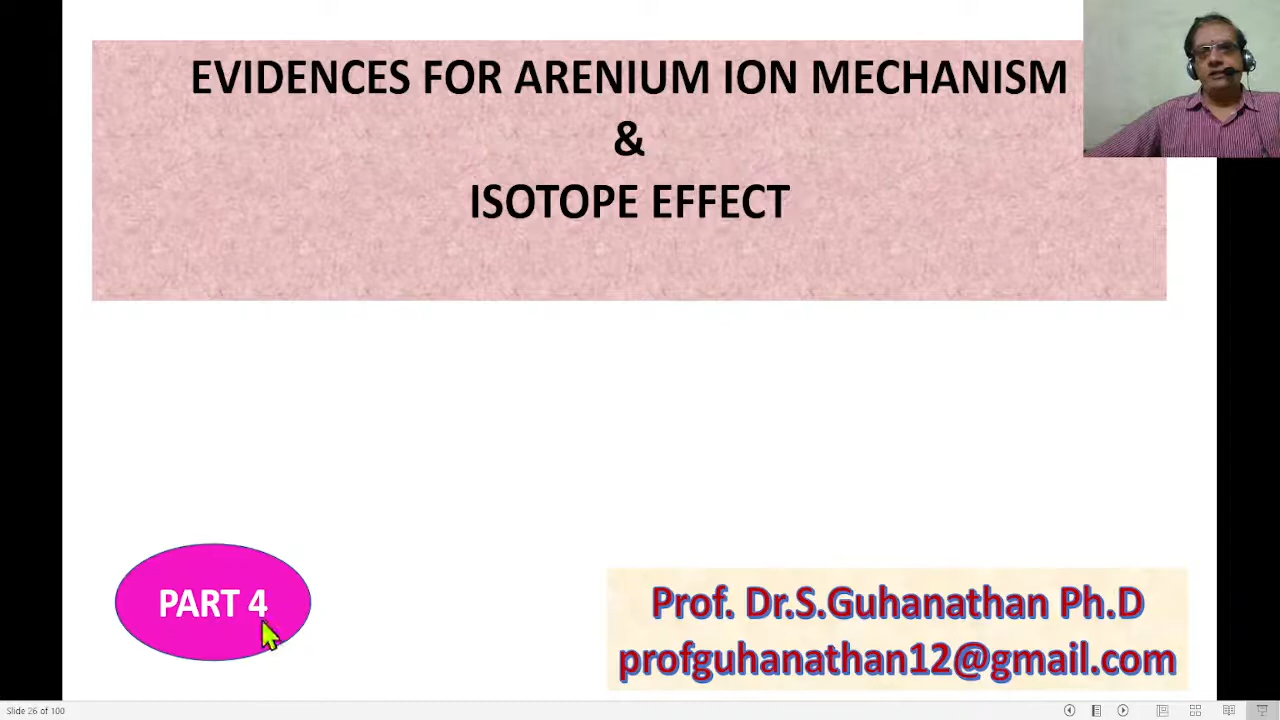 EVIDENCES FOR ARENIUM ION MECHANISM
&
ISOTOPE EFFECT
PART 4
Prof. Dr.S.Guhanathan Ph.D
profguhanathan12@gmail.com
Slide 26 of 100